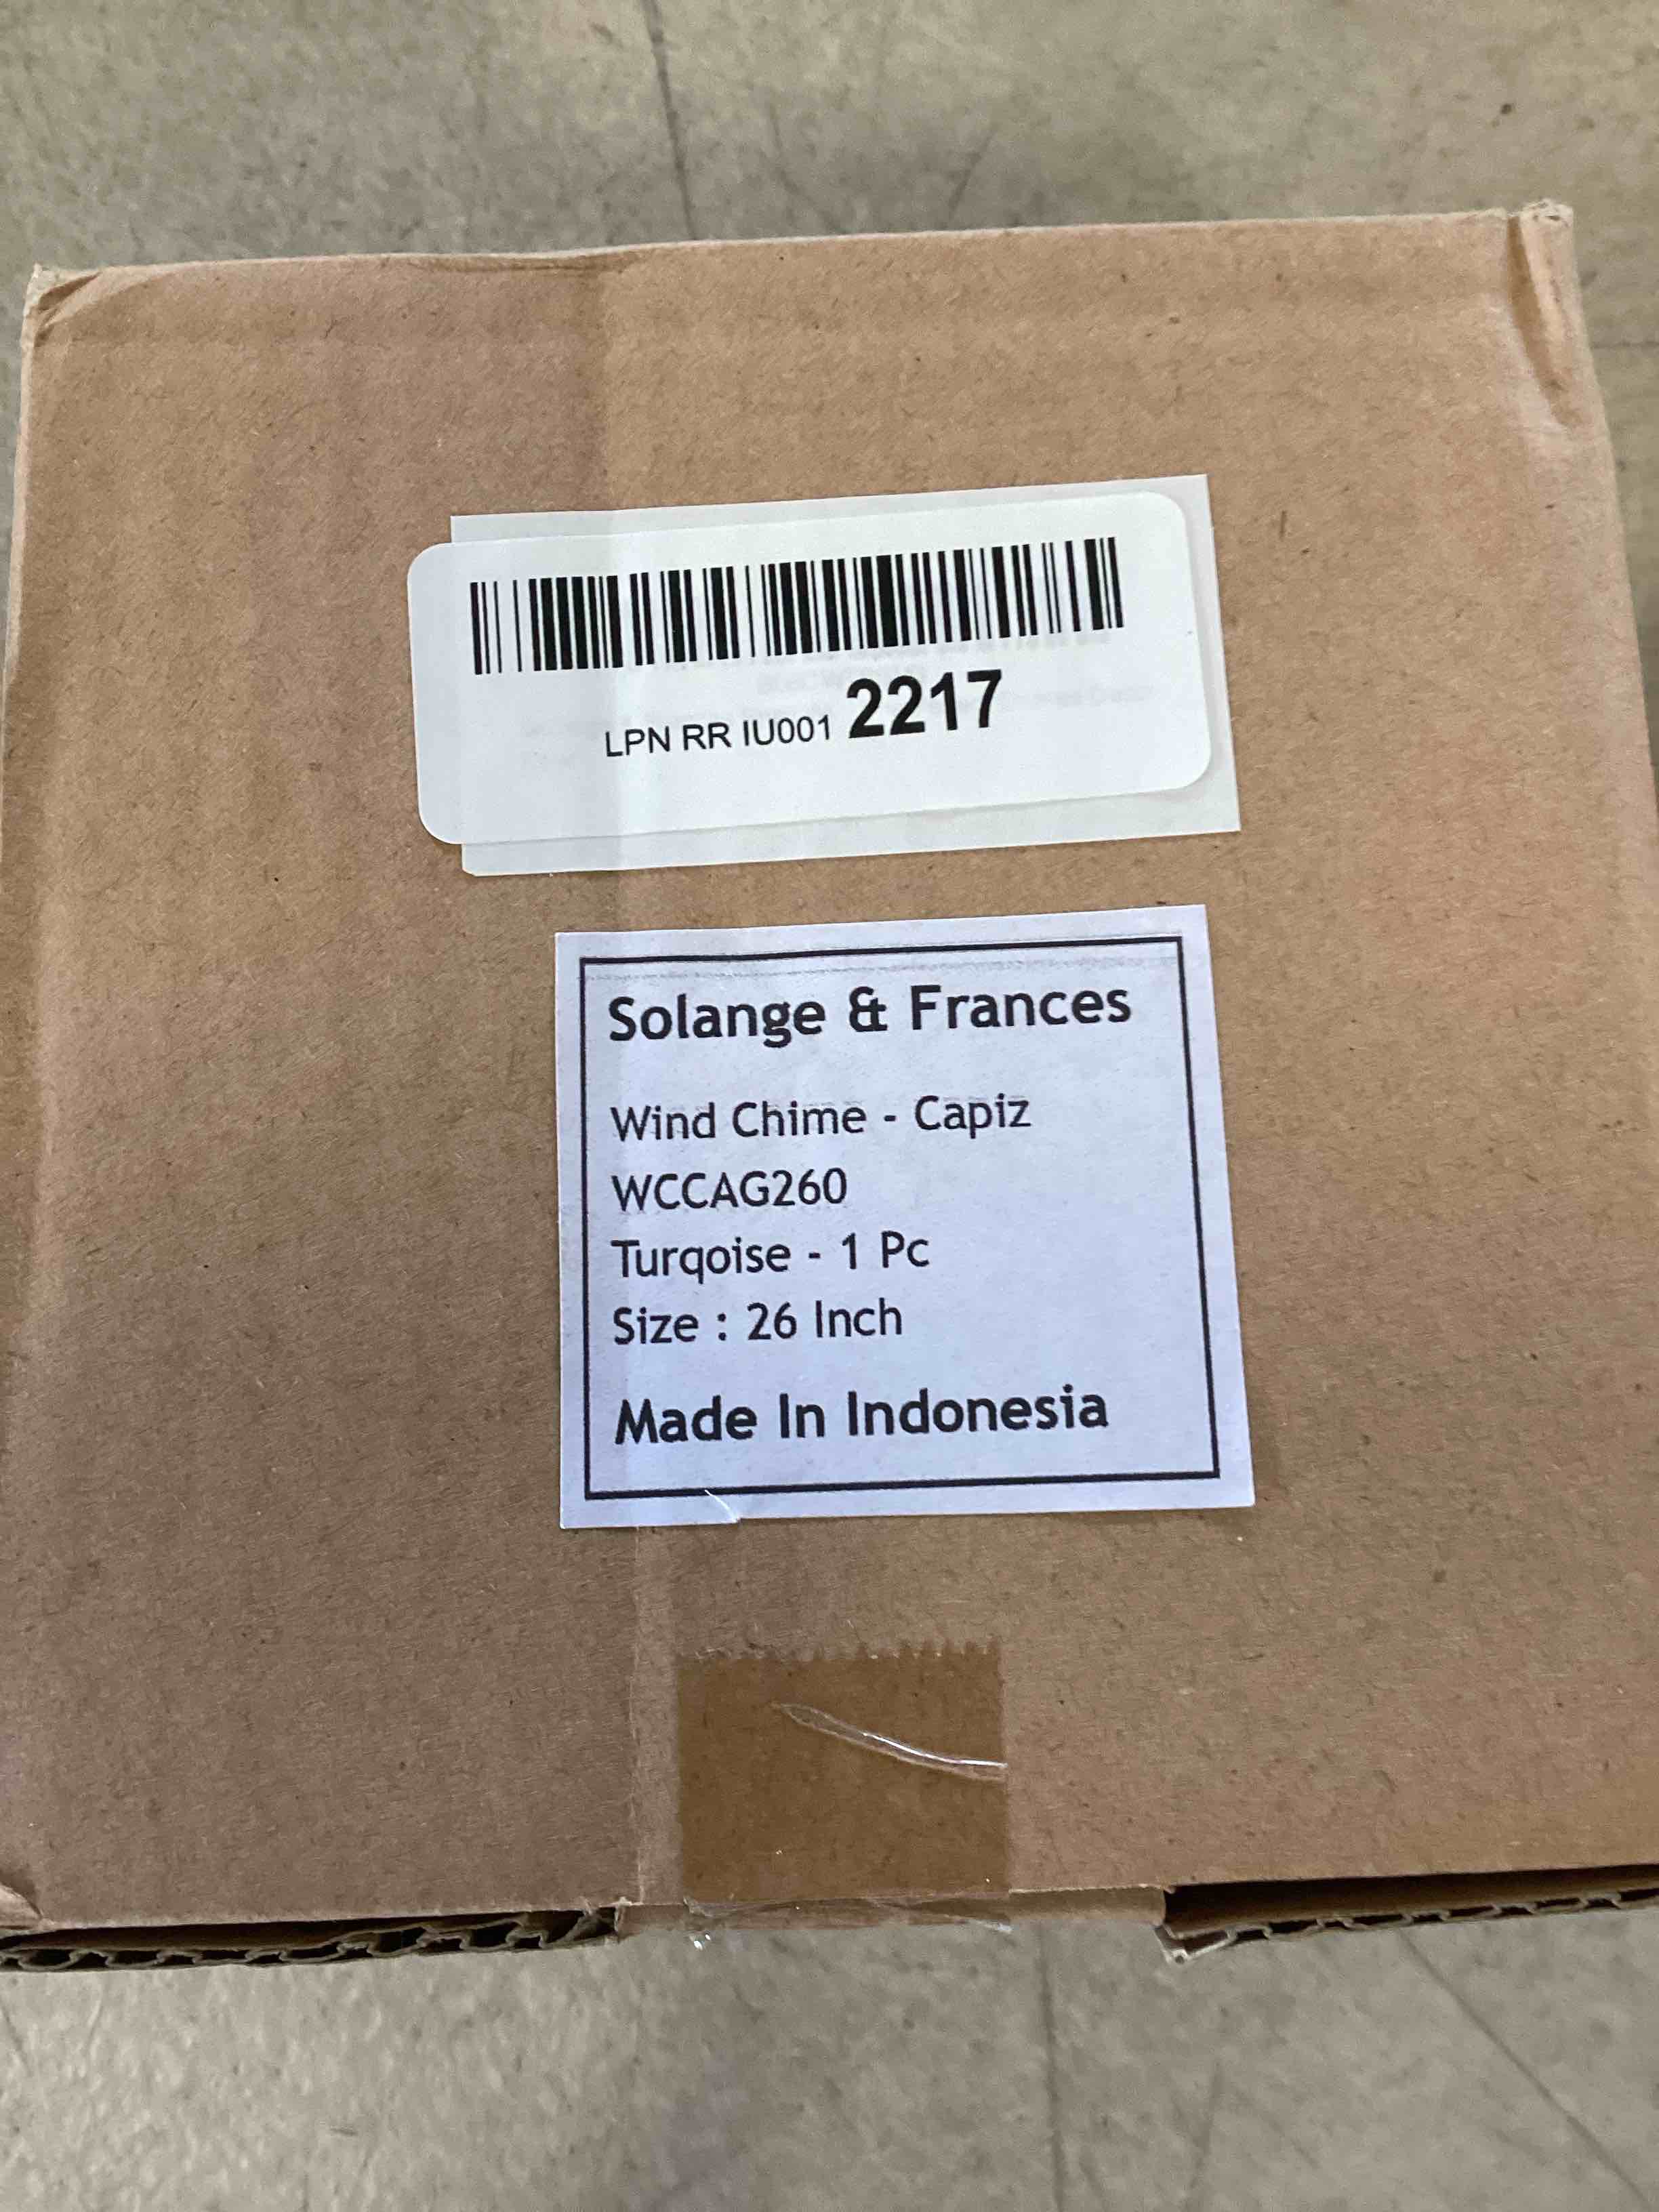 LPN RR IU001 2217
Solange & Frances
Wind Chime - Capiz
WCCAG260
Turqoise - 1 Pc
Size : 26 Inch
Made In Indonesia